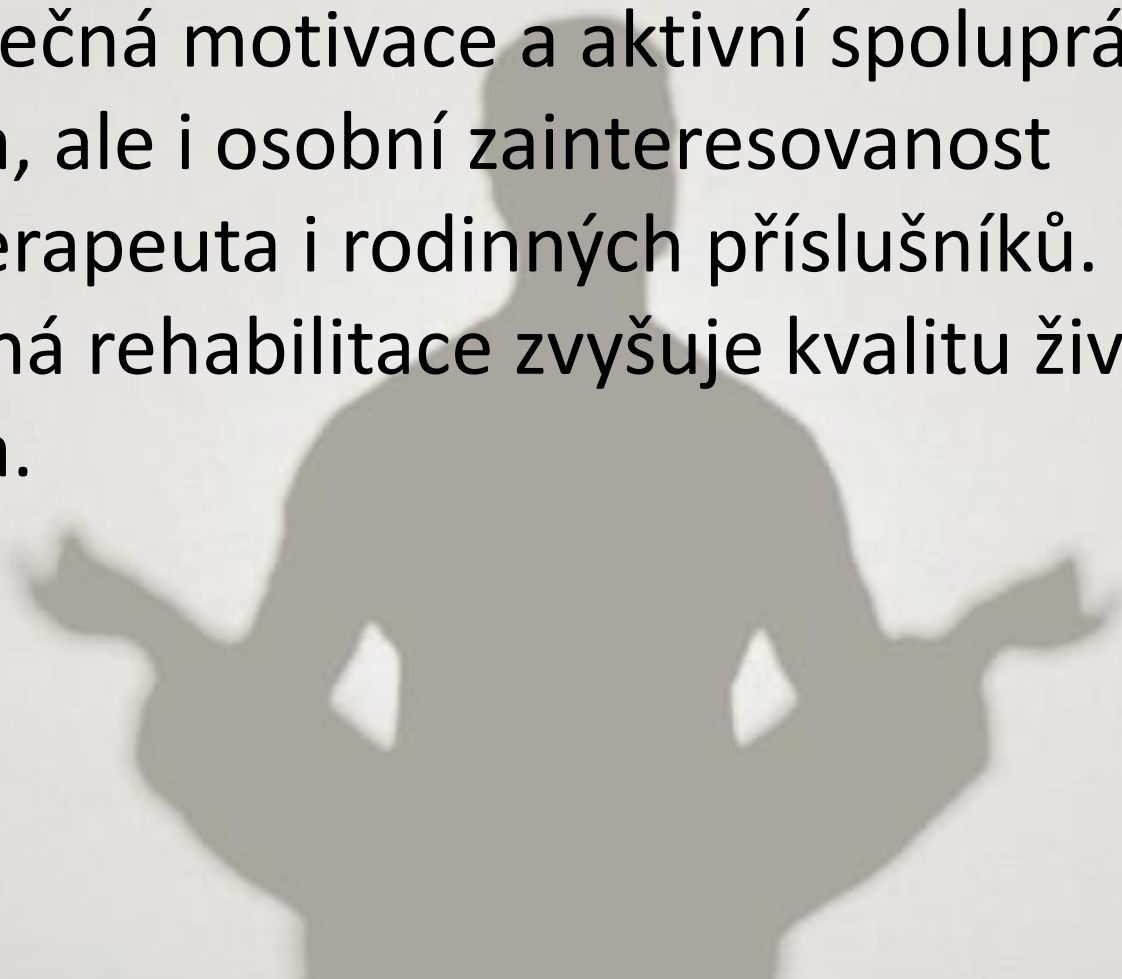 ečná motivace a aktivní spoluprá
, ale i osobní zainteresovanost
erapeuta i rodinných příslušníků.
ná rehabilitace zvyšuje kvalitu živ
.